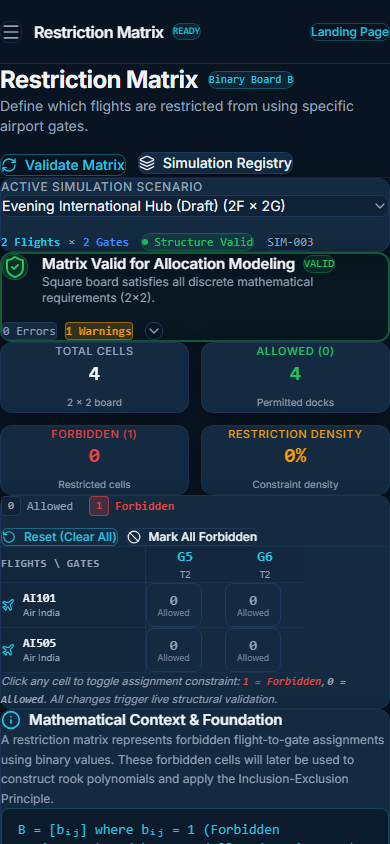 Restriction Matrix READY Landing Page
Restriction Matrix Binary Board B
Define which flights are restricted from using specific
airport gates.
Validate Matrix Simulation Registry
ACTIVE SIMULATION SCENARIO
Evening International Hub (Draft) (2F × 2G)
2 Flights × 2 Gates Structure Valid SIM-003
Matrix Valid for Allocation Modeling VALID
Square board satisfies all discrete mathematical
requirements (2×2).
0 Errors 1 Warnings
TOTAL CELLS
4
2 × 2 board
ALLOWED (0)
4
Permitted docks
FORBIDDEN (1)
0
Restricted cells
RESTRICTION DENSITY
0%
Constraint density
0 Allowed 1 Forbidden
Reset (Clear All) Mark All Forbidden
FLIGHTS \ GATES G5 G6
T2 T2
AI101 0 0
Air India Allowed Allowed
AI505 0 0
Air India Allowed Allowed
Click any cell to toggle assignment constraint: 1 = Forbidden, 0 =
Allowed. All changes trigger live structural validation.
Mathematical Context & Foundation
A restriction matrix represents forbidden flight-to-gate assignments
using binary values. These forbidden cells will later be used to
construct rook polynomials and apply the Inclusion-Exclusion
Principle.
B = [bᵢⱼ] where bᵢⱼ = 1 (Forbidden